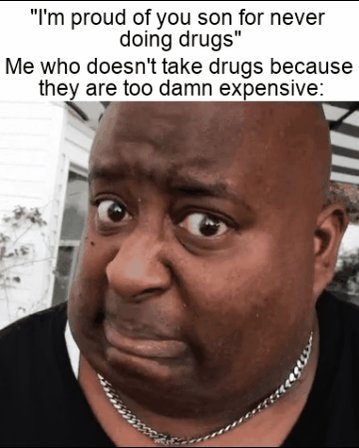 "I'm proud of you son for never
doing drugs"
Me who doesn't take drugs because
they are too damn expensive: